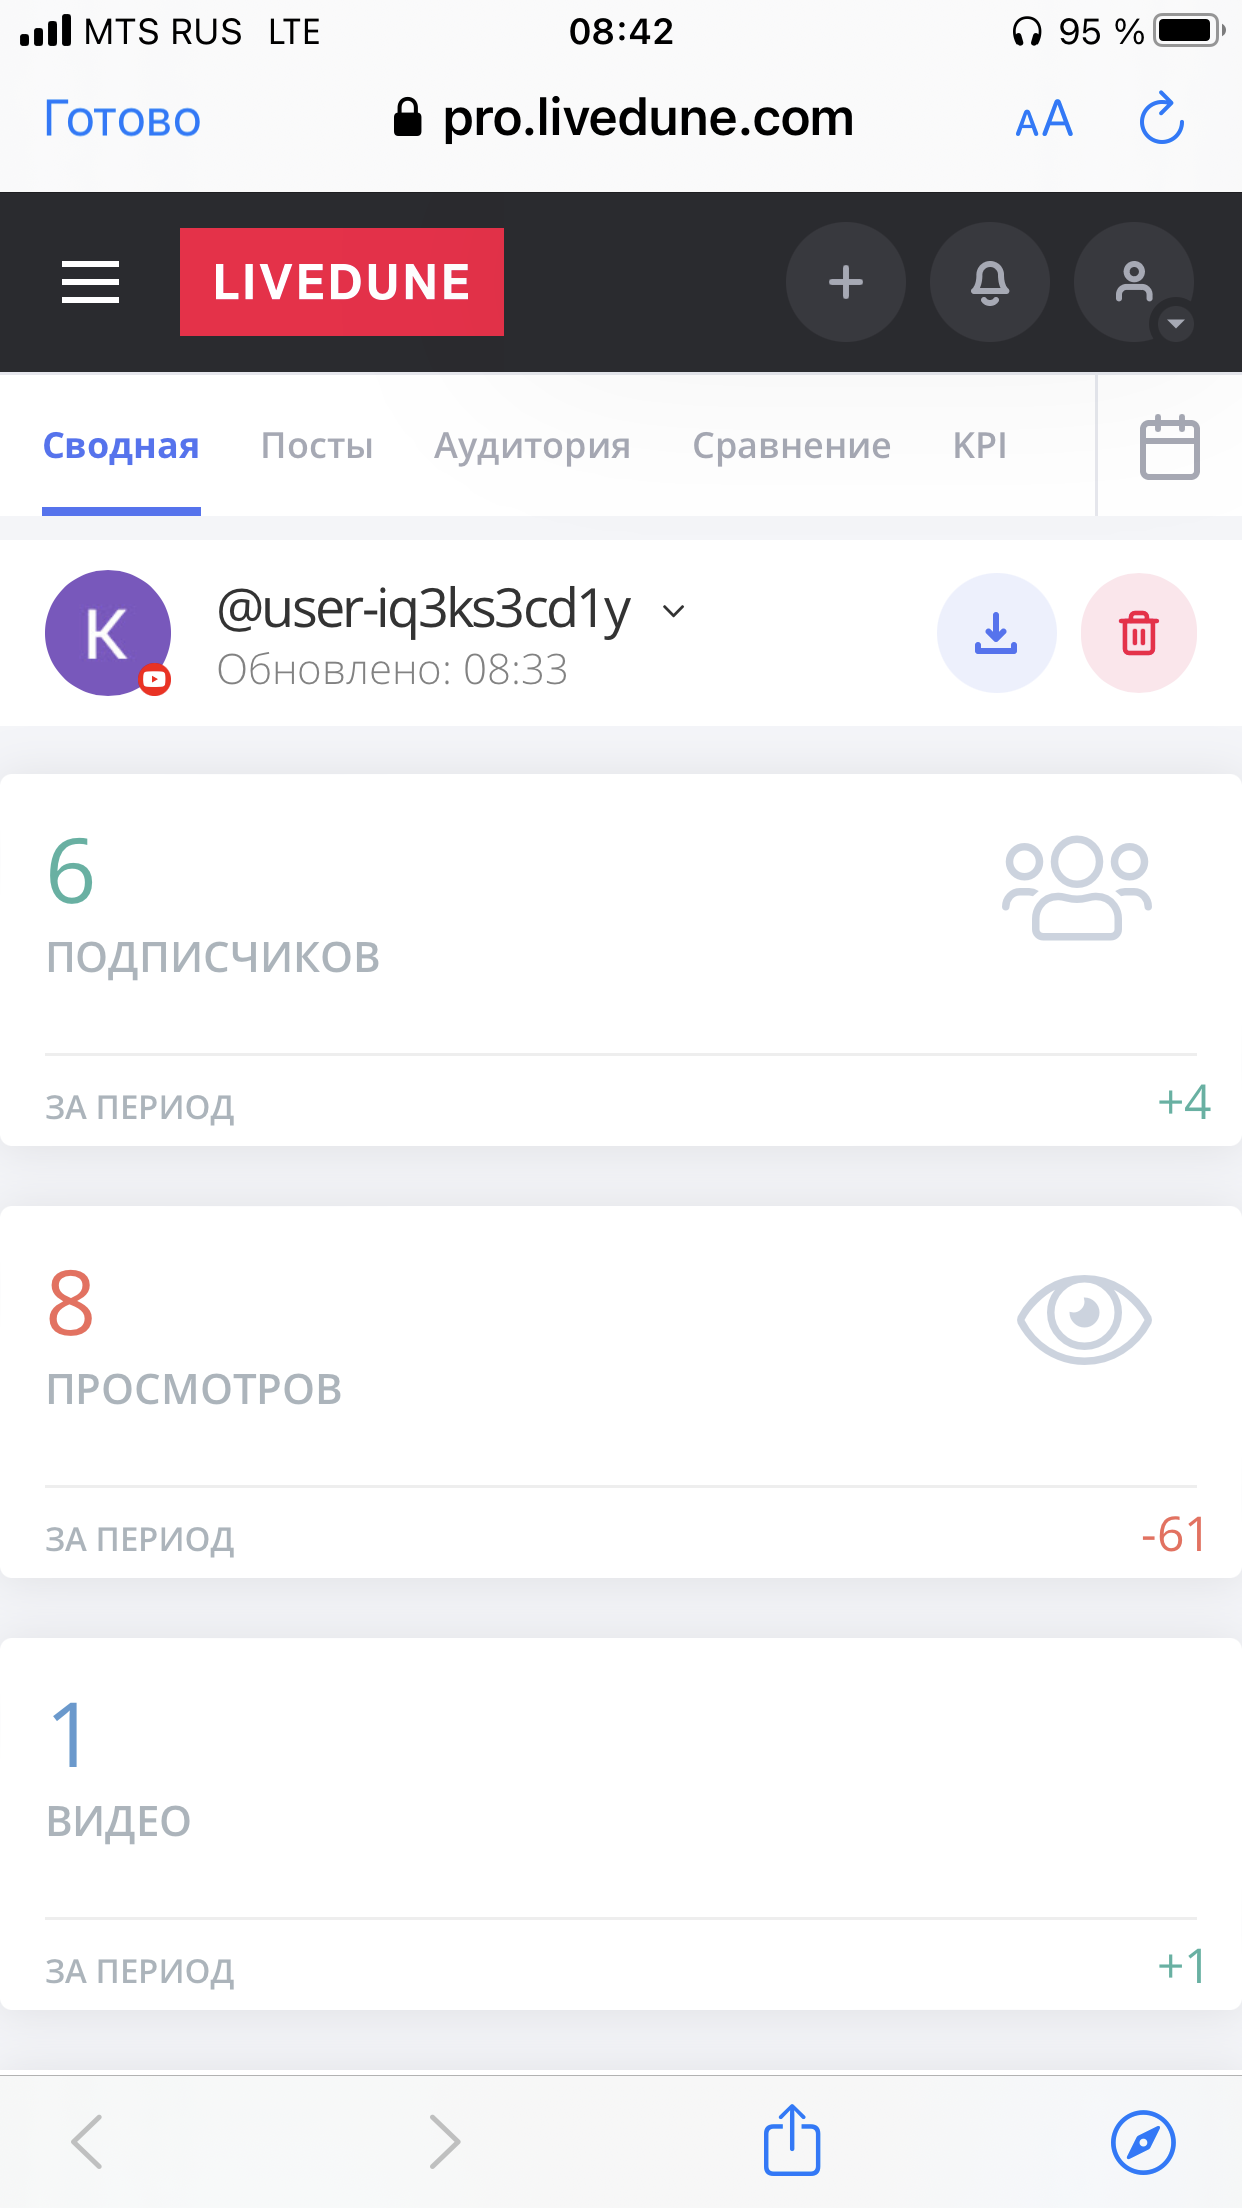 MTS RUS LTE 08:42 95 %
Готово pro.livedune.com AA
LIVEDUNE
Сводная Посты Аудитория Сравнение KPI
K
@user-iq3ks3cd1y
Обновлено: 08:33
6
ПОДПИСЧИКОВ
ЗА ПЕРИОД +4
8
ПРОСМОТРОВ
ЗА ПЕРИОД -61
1
ВИДЕО
ЗА ПЕРИОД +1